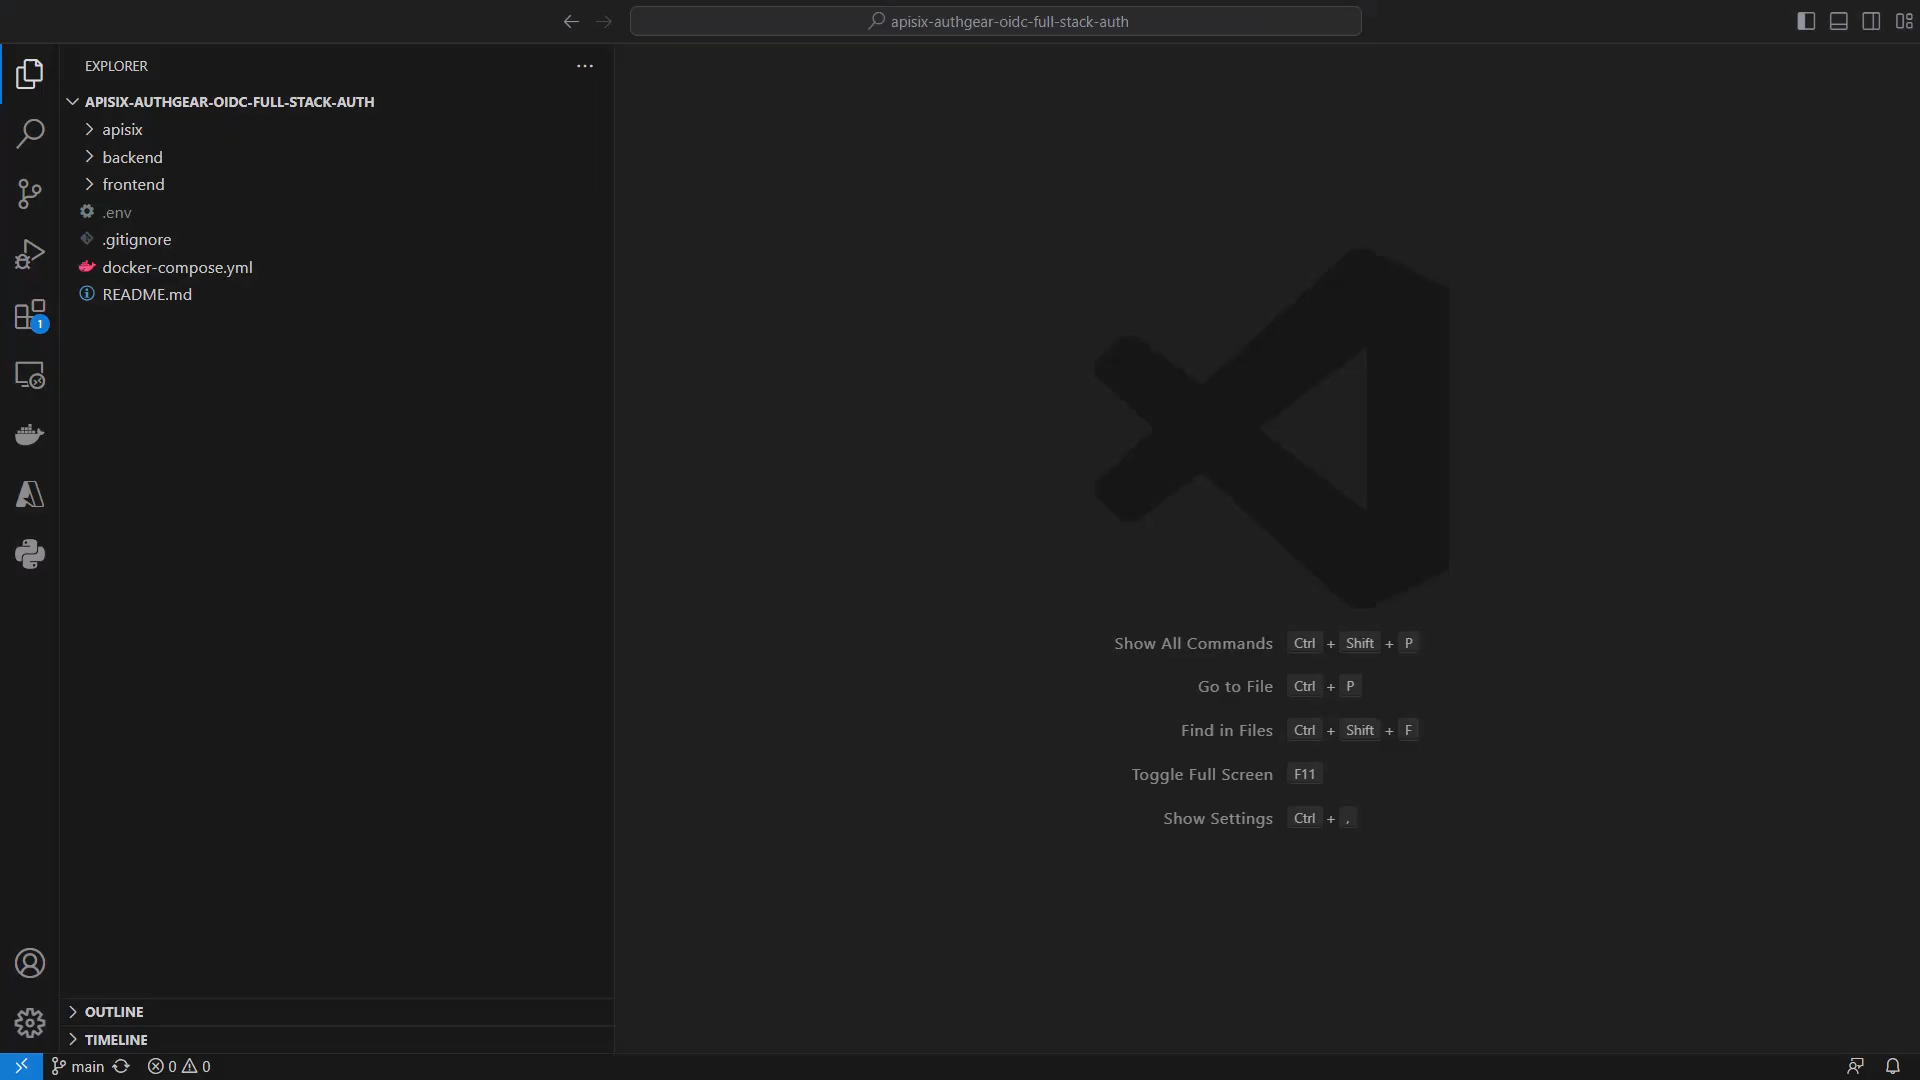 apisix-authgear-oidc-full-stack-auth
EXPLORER
APISIX-AUTHGEAR-OIDC-FULL-STACK-AUTH
apisix
backend
frontend
.env
.gitignore
docker-compose.yml
README.md
1
Show All Commands Ctrl + Shift + P
Go to File Ctrl + P
Find in Files Ctrl + Shift + F
Toggle Full Screen F11
Show Settings Ctrl + ,
OUTLINE
TIMELINE
main 0 0